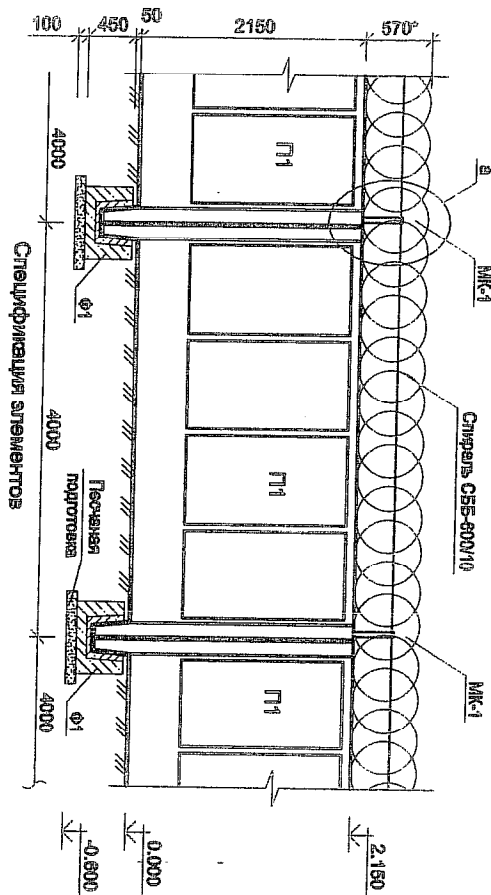 570*
2150
50
450
100
а
МК-1
Спираль СББ-600/10
МК-1
П1
П1
П1
2.150
0.000
-0.600
Ф1
Ф1
Песчаная
подготовка
4000
4000
4000
Спецификация элементов